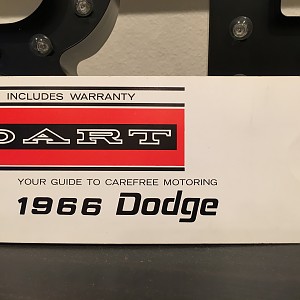 INCLUDES WARRANTY
DART
YOUR GUIDE TO CAREFREE MOTORING
1966 Dodge